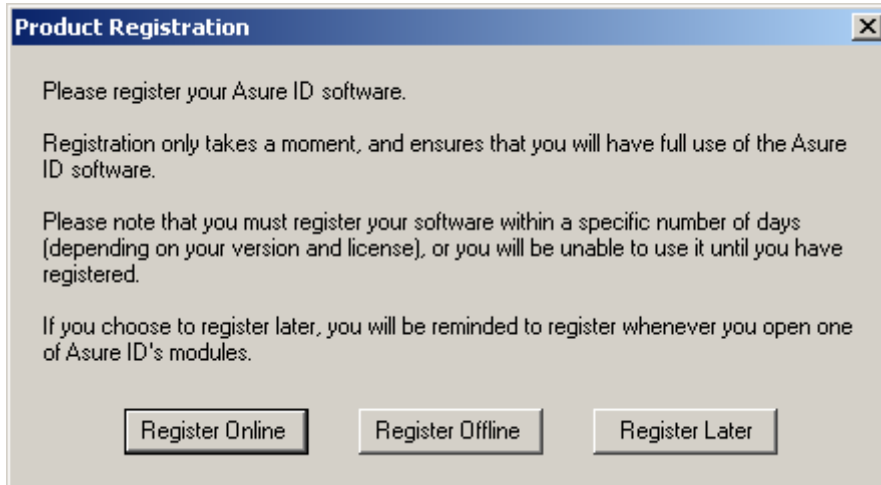 Product Registration
Please register your Asure ID software.
Registration only takes a moment, and ensures that you will have full use of the Asure
ID software.
Please note that you must register your software within a specific number of days
(depending on your version and license), or you will be unable to use it until you have
registered.
If you choose to register later, you will be reminded to register whenever you open one
of Asure ID's modules.
Register Online Register Offline Register Later